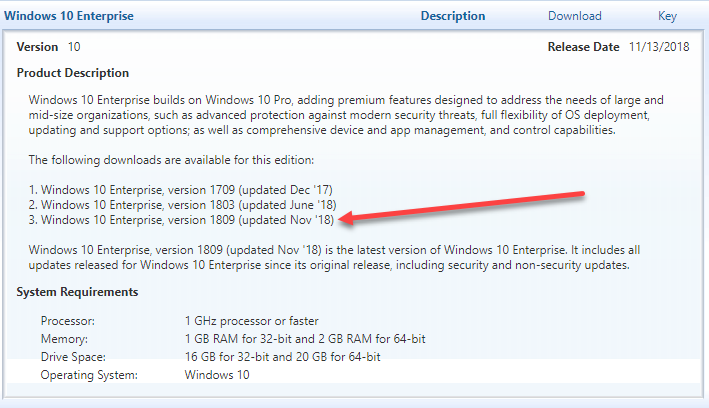 Windows 10 Enterprise Description Download Key
Version 10 Release Date 11/13/2018
Product Description
Windows 10 Enterprise builds on Windows 10 Pro, adding premium features designed to address the needs of large and
mid-size organizations, such as advanced protection against modern security threats, full flexibility of OS deployment,
updating and support options; as well as comprehensive device and app management, and control capabilities.
The following downloads are available for this edition:
1. Windows 10 Enterprise, version 1709 (updated Dec '17)
2. Windows 10 Enterprise, version 1803 (updated June '18)
3. Windows 10 Enterprise, version 1809 (updated Nov '18)
Windows 10 Enterprise, version 1809 (updated Nov '18) is the latest version of Windows 10 Enterprise. It includes all
updates released for Windows 10 Enterprise since its original release, including security and non-security updates.
System Requirements
Processor: 1 GHz processor or faster
Memory: 1 GB RAM for 32-bit and 2 GB RAM for 64-bit
Drive Space: 16 GB for 32-bit and 20 GB for 64-bit
Operating System: Windows 10